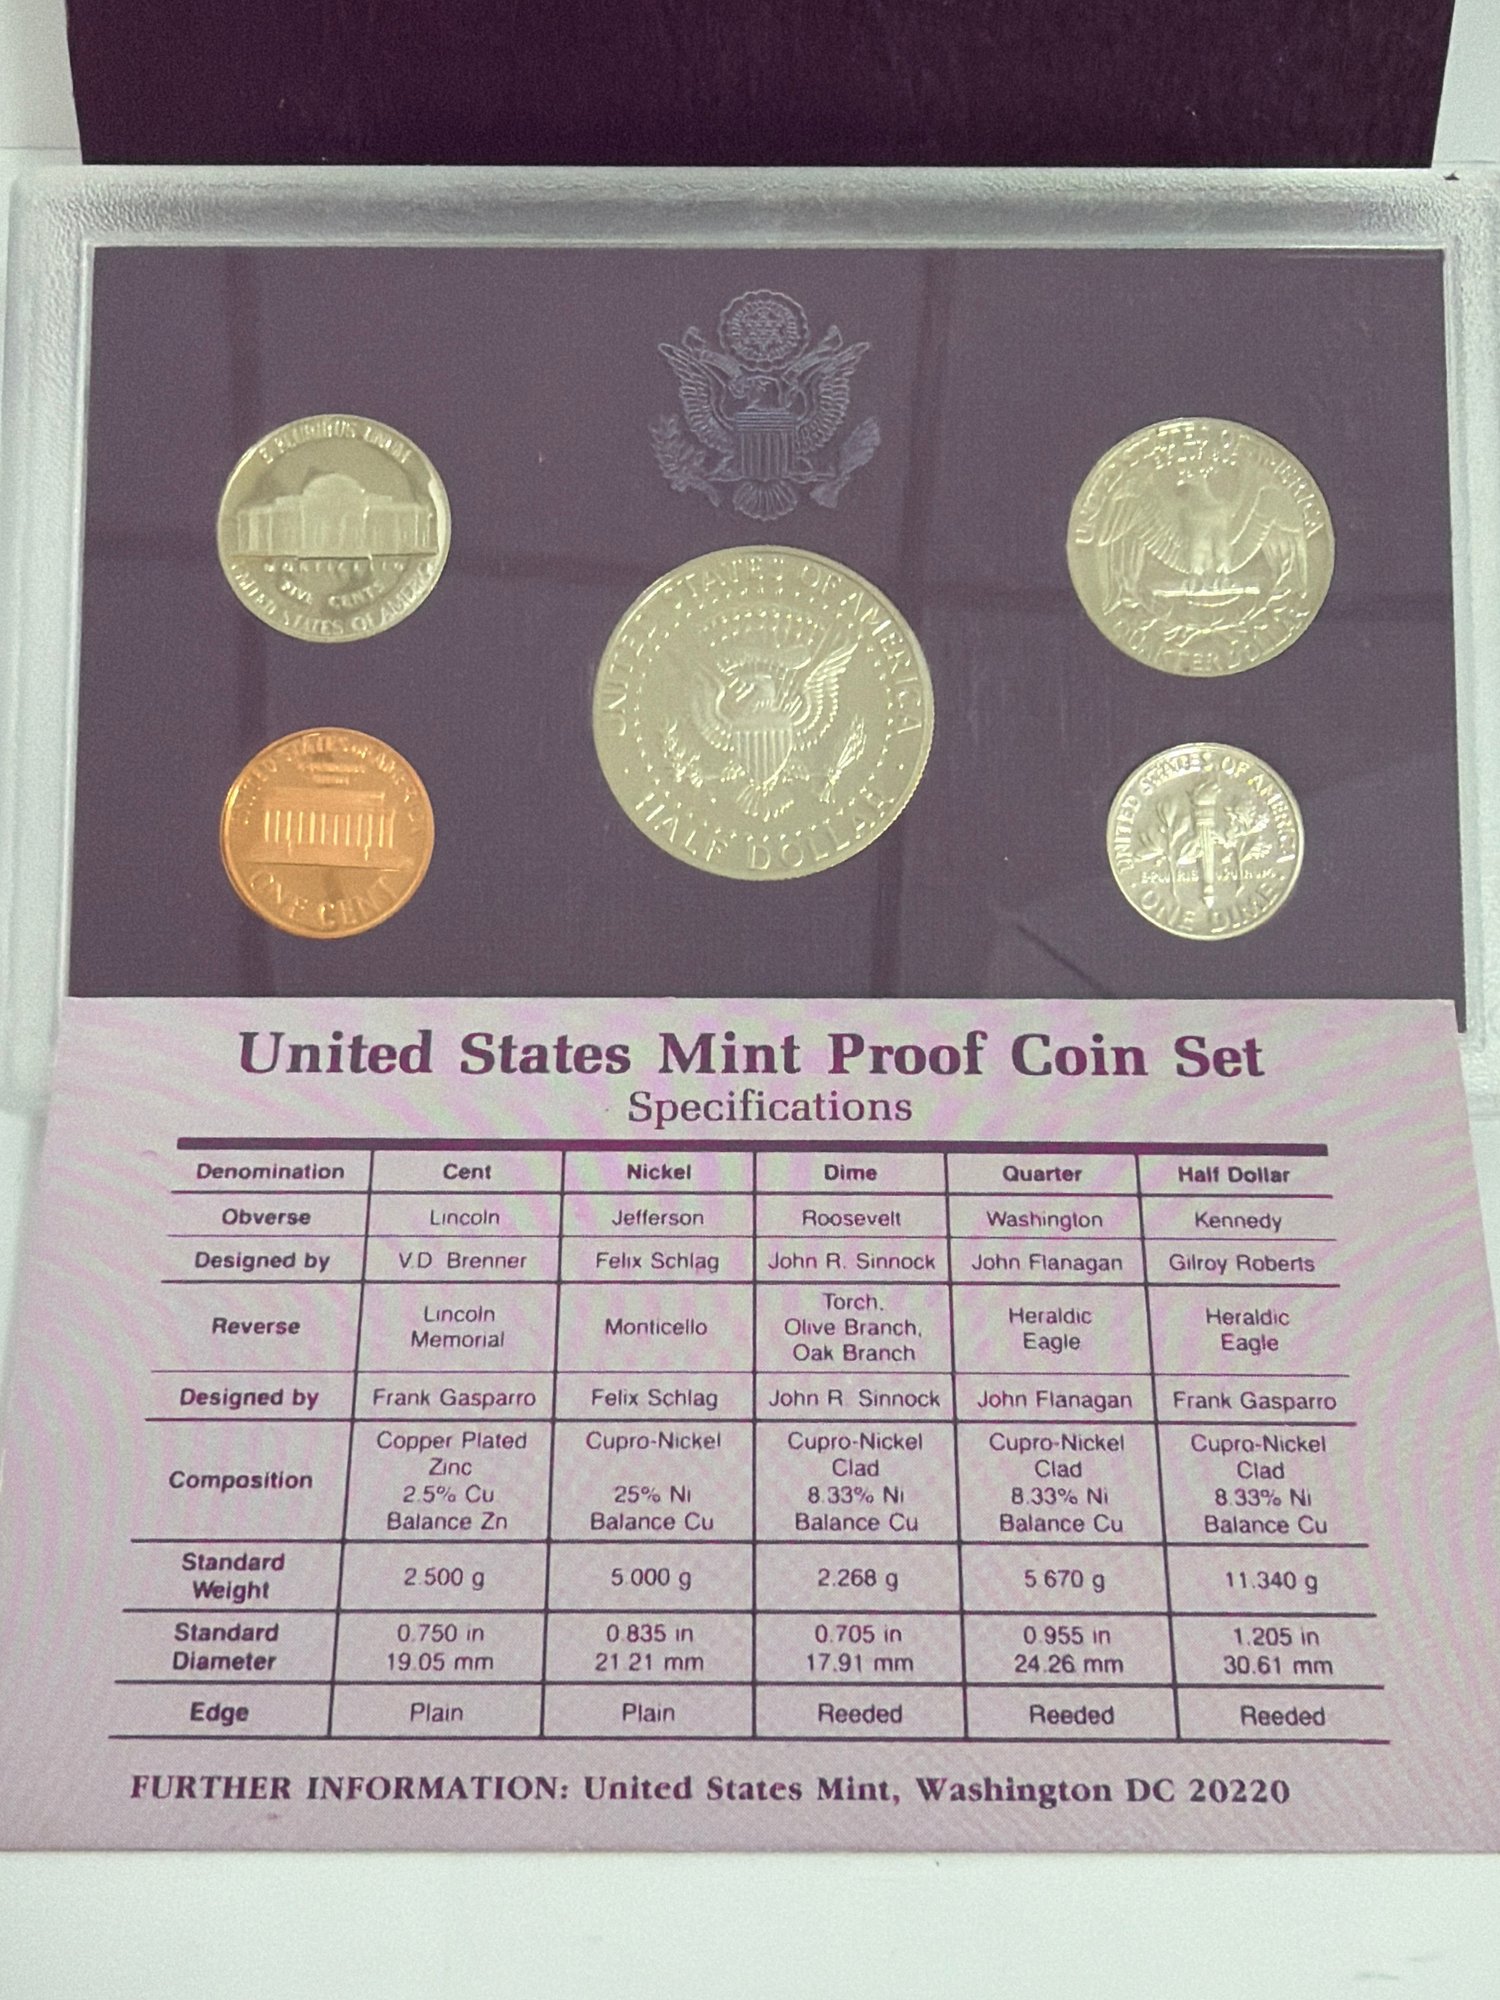 E PLURIBUS UNUM
MONTICELLO
FIVE CENTS
UNITED STATES OF AMERICA
UNITED STATES OF AMERICA
HALF DOLLAR
UNITED STATES OF AMERICA
QUARTER DOLLAR
UNITED STATES OF AMERICA
ONE CENT
UNITED STATES OF AMERICA
ONE DIME
United States Mint Proof Coin Set
Specifications
Denomination Cent Nickel Dime Quarter Half Dollar
Obverse Lincoln Jefferson Roosevelt Washington Kennedy
Designed by V.D. Brenner Felix Schlag John R. Sinnock John Flanagan Gilroy Roberts
Reverse Lincoln Memorial Monticello Torch, Olive Branch, Oak Branch Heraldic Eagle Heraldic Eagle
Designed by Frank Gasparro Felix Schlag John R. Sinnock John Flanagan Frank Gasparro
Composition Copper Plated Zinc 2.5% Cu Balance Zn Cupro-Nickel 25% Ni Balance Cu Cupro-Nickel Clad 8.33% Ni Balance Cu Cupro-Nickel Clad 8.33% Ni Balance Cu Cupro-Nickel Clad 8.33% Ni Balance Cu
Standard Weight 2.500 g 5.000 g 2.268 g 5.670 g 11.340 g
Standard Diameter 0.750 in 19.05 mm 0.835 in 21.21 mm 0.705 in 17.91 mm 0.955 in 24.26 mm 1.205 in 30.61 mm
Edge Plain Plain Reeded Reeded Reeded
FURTHER INFORMATION: United States Mint, Washington DC 20220